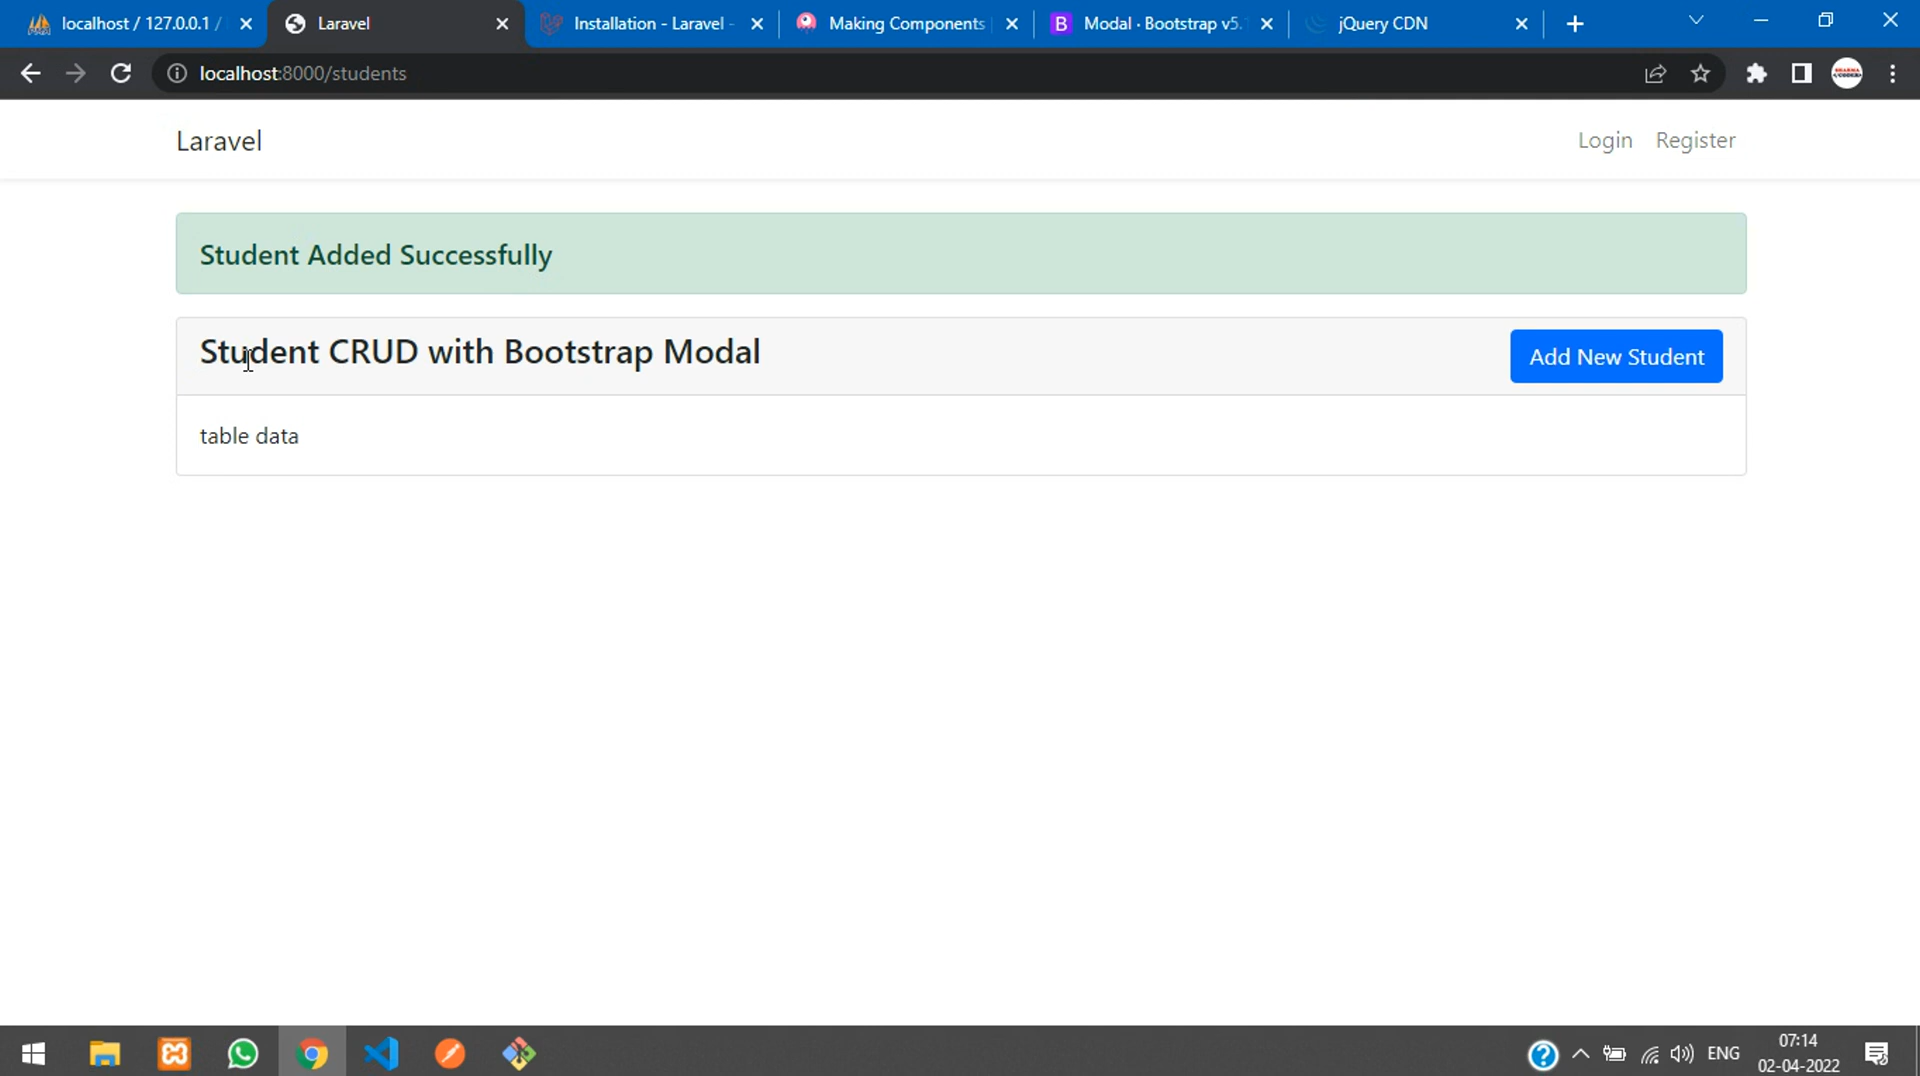 localhost / 127.0.0.1 /
Laravel
Installation - Laravel -
Making Components
B
Modal · Bootstrap v5.
jQuery CDN
localhost:8000/students
Laravel
Login
Register
Student Added Successfully
Student CRUD with Bootstrap Modal
Add New Student
table data
ENG
07:14
02-04-2022